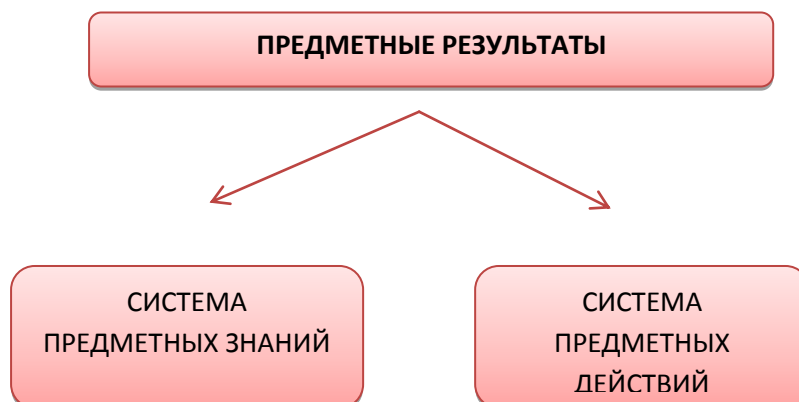 ПРЕДМЕТНЫЕ РЕЗУЛЬТАТЫ
СИСТЕМА
ПРЕДМЕТНЫХ ЗНАНИЙ
СИСТЕМА
ПРЕДМЕТНЫХ
ДЕЙСТВИЙ